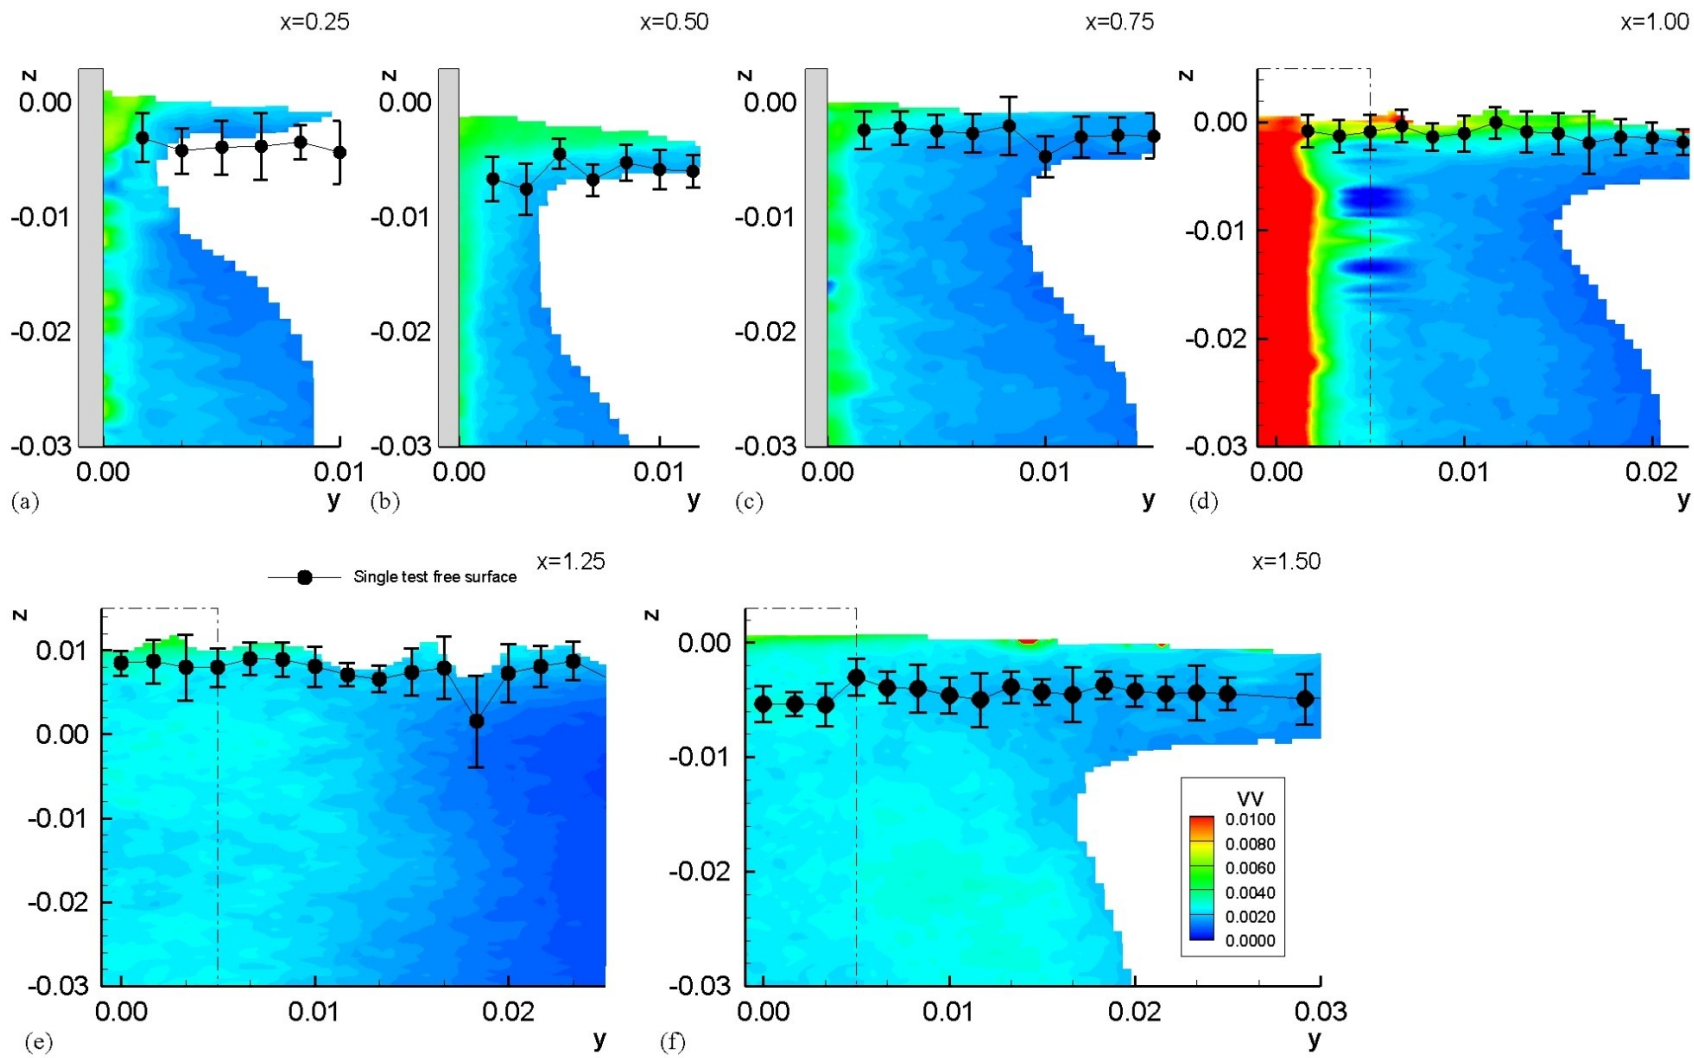 x=0.25
x=0.50
x=0.75
x=1.00
z
0.00
-0.01
-0.02
-0.03
0.00
0.01
y
(a)
z
0.00
-0.01
-0.02
-0.03
0.00
0.01
y
(b)
z
0.00
-0.01
-0.02
-0.03
0.00
0.01
y
(c)
z
0.00
-0.01
-0.02
-0.03
0.00
0.01
0.02
y
(d)
Single test free surface
x=1.25
z
0.01
0.00
-0.01
-0.02
-0.03
0.00
0.01
0.02
y
(e)
x=1.50
z
0.00
-0.01
-0.02
-0.03
0.00
0.01
0.02
0.03
y
(f)
VV
0.0100
0.0080
0.0060
0.0040
0.0020
0.0000